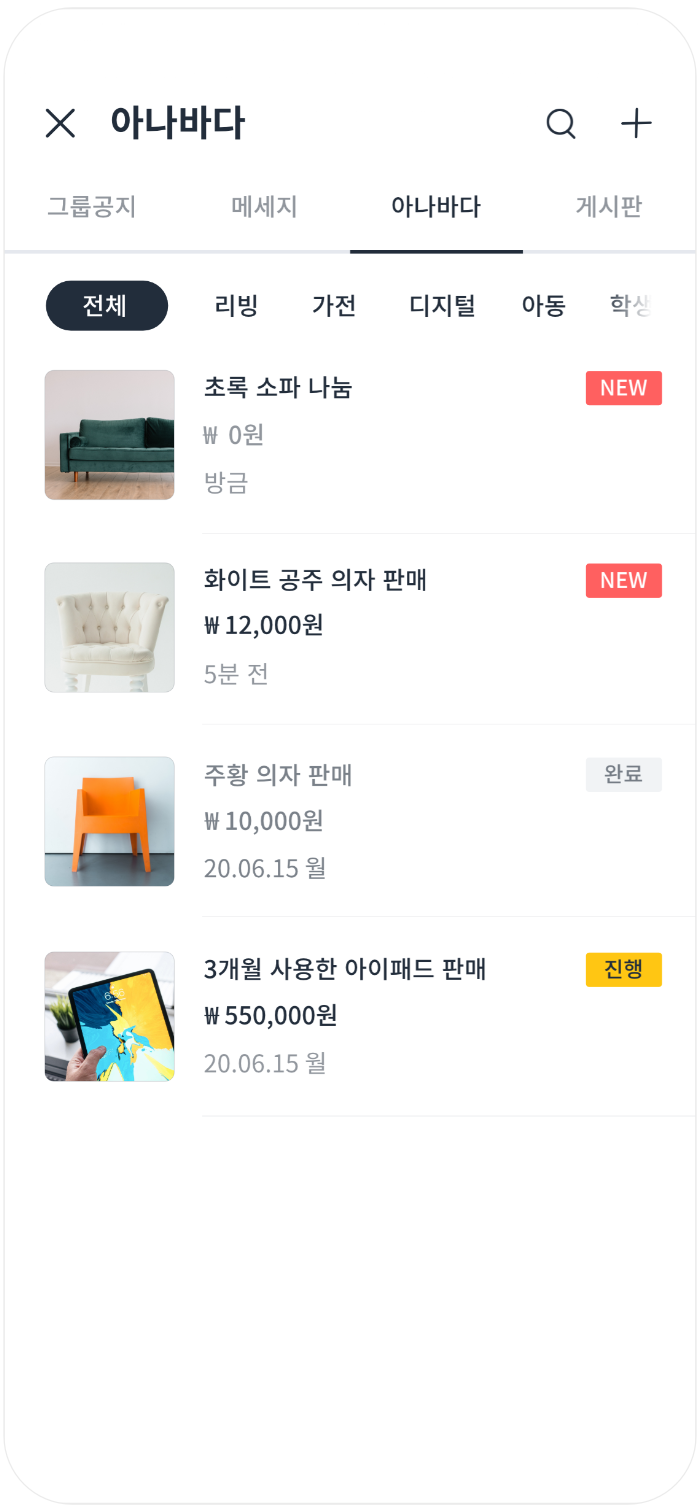 아나바다
그룹공지 메세지 아나바다 게시판
전체 리빙 가전 디지털 아동 학생
초록 소파 나눔 NEW
₩ 0원
방금
화이트 공주 의자 판매 NEW
₩ 12,000원
5분 전
주황 의자 판매 완료
₩ 10,000원
20.06.15 월
3개월 사용한 아이패드 판매 진행
₩ 550,000원
20.06.15 월